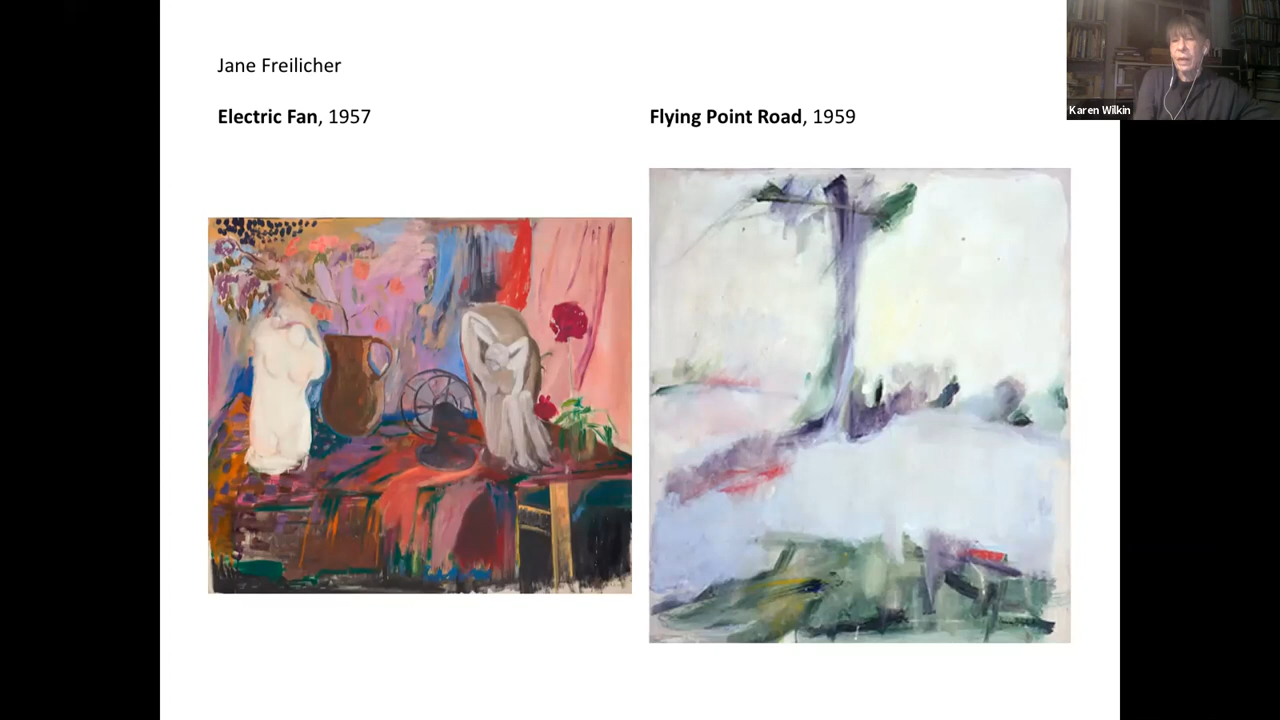 Jane Freilicher
Electric Fan, 1957
Flying Point Road, 1959
Karen Wilkin